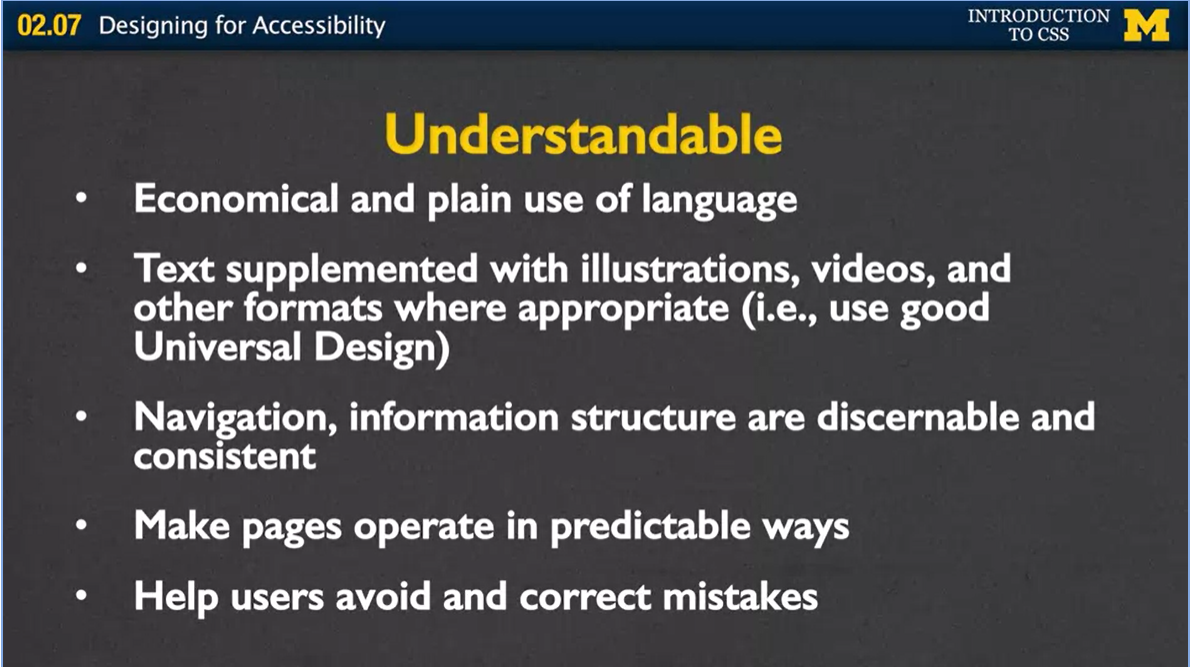 02.07 Designing for Accessibility
INTRODUCTION
TO CSS
M
Understandable
• Economical and plain use of language
• Text supplemented with illustrations, videos, and
other formats where appropriate (i.e., use good
Universal Design)
• Navigation, information structure are discernable and
consistent
• Make pages operate in predictable ways
• Help users avoid and correct mistakes